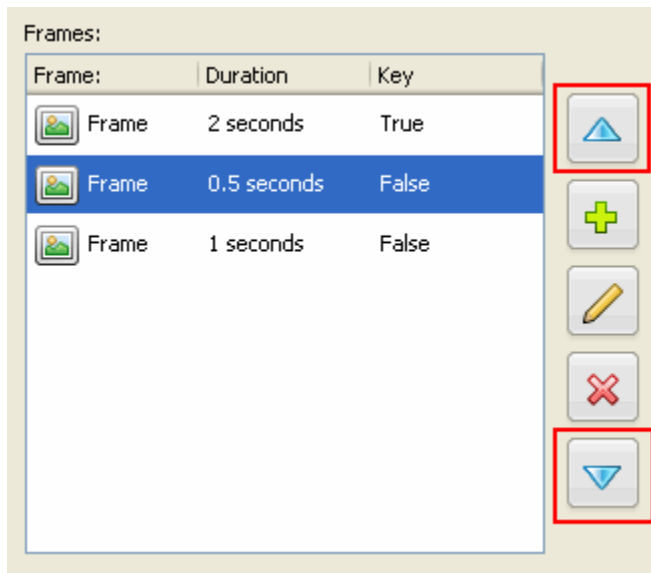 Frames:
Frame: Duration Key
Frame 2 seconds True
Frame 0.5 seconds False
Frame 1 seconds False